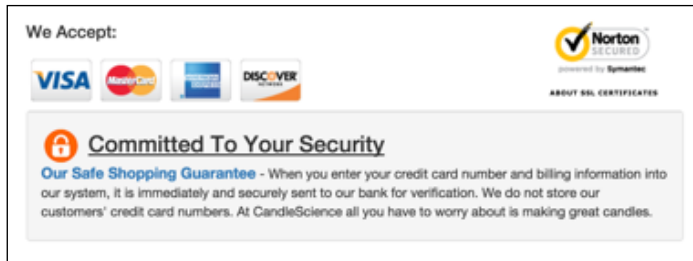 We Accept:
VISA
MasterCard
AMERICAN EXPRESS
DISCOVER
NETWORK
Norton
SECURED
powered by Symantec
ABOUT SSL CERTIFICATES
Committed To Your Security
Our Safe Shopping Guarantee - When you enter your credit card number and billing information into
our system, it is immediately and securely sent to our bank for verification. We do not store our
customers' credit card numbers. At CandleScience all you have to worry about is making great candles.